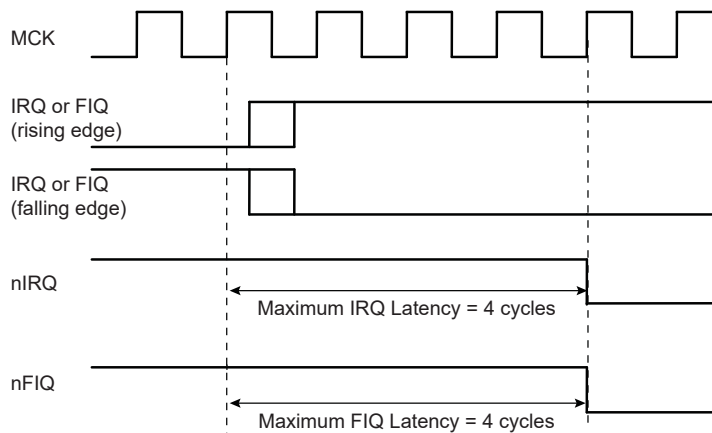 MCK
IRQ or FIQ
(rising edge)
IRQ or FIQ
(falling edge)
nIRQ
Maximum IRQ Latency = 4 cycles
nFIQ
Maximum FIQ Latency = 4 cycles